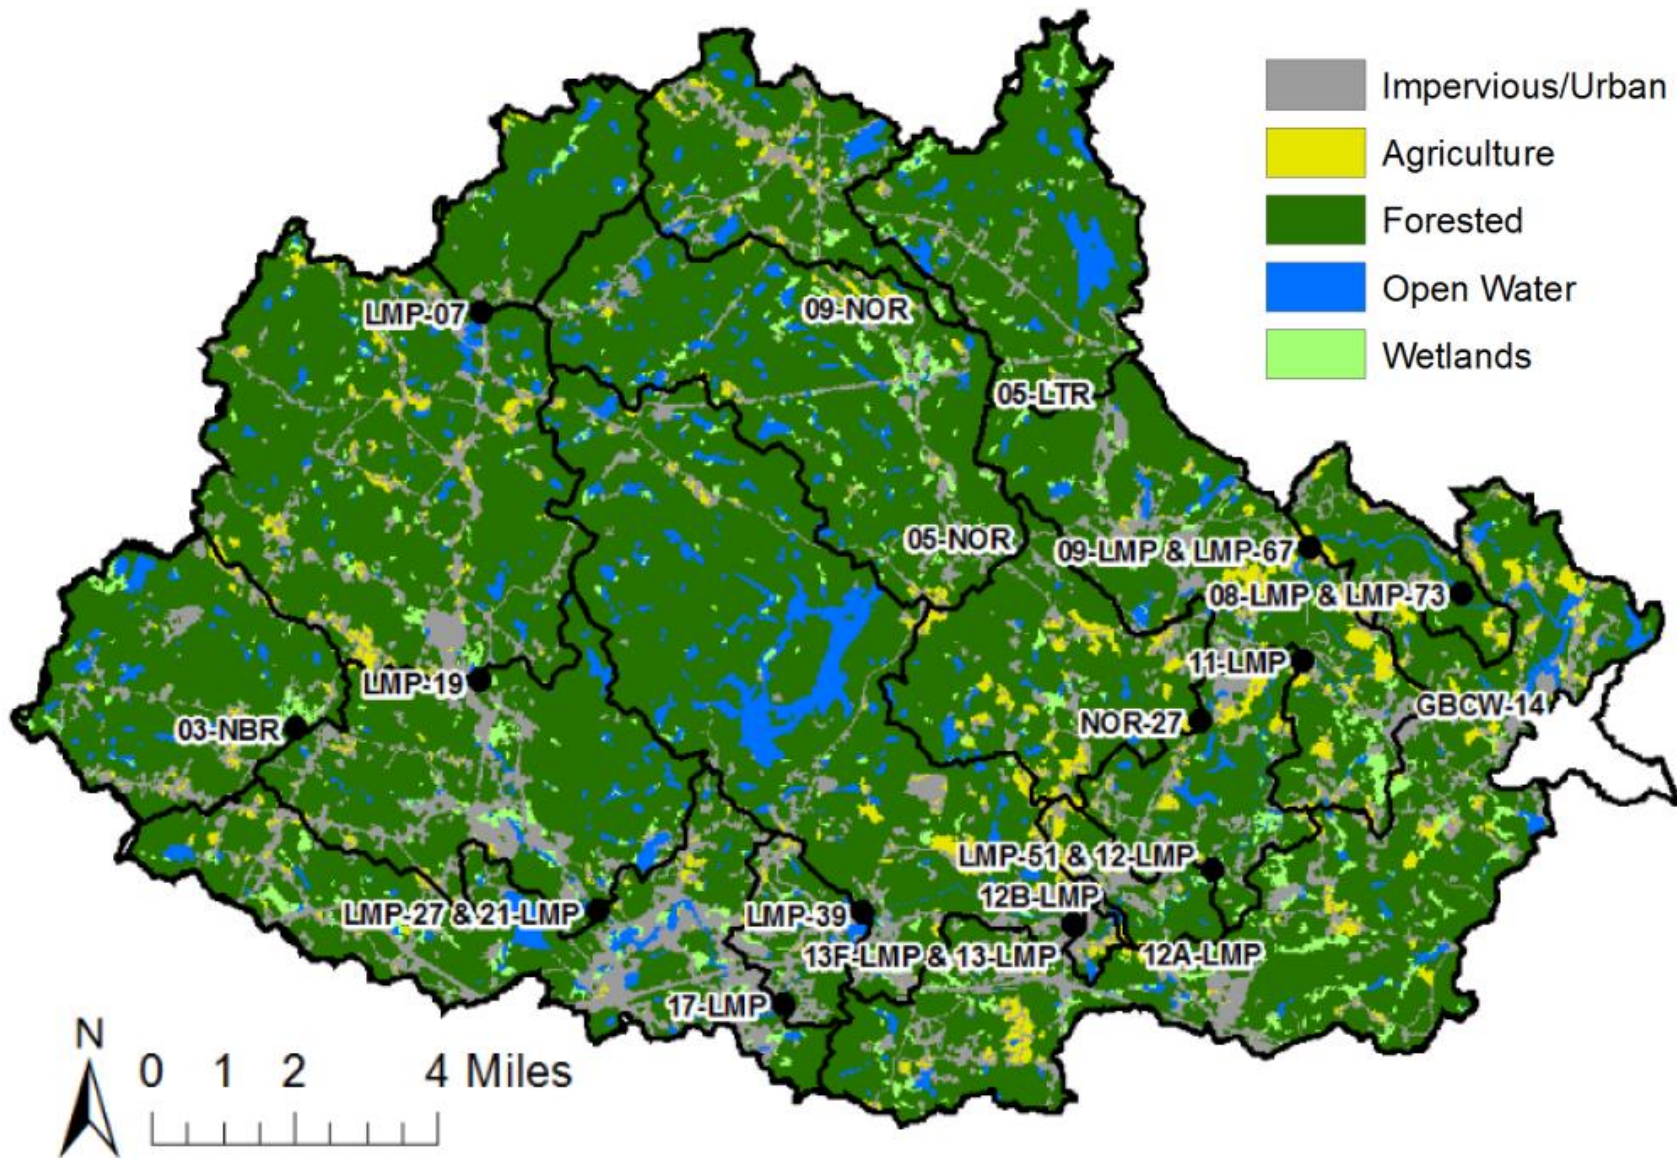 Impervious/Urban
Agriculture
Forested
Open Water
Wetlands
LMP-07
09-NOR
05-LTR
05-NOR
09-LMP & LMP-67
08-LMP & LMP-73
11-LMP
LMP-19
GBCW-14
03-NBR
NOR-27
LMP-51 & 12-LMP
12B-LMP
LMP-27 & 21-LMP
LMP-39
13F-LMP & 13-LMP
12A-LMP
17-LMP
N
0 1 2 4 Miles